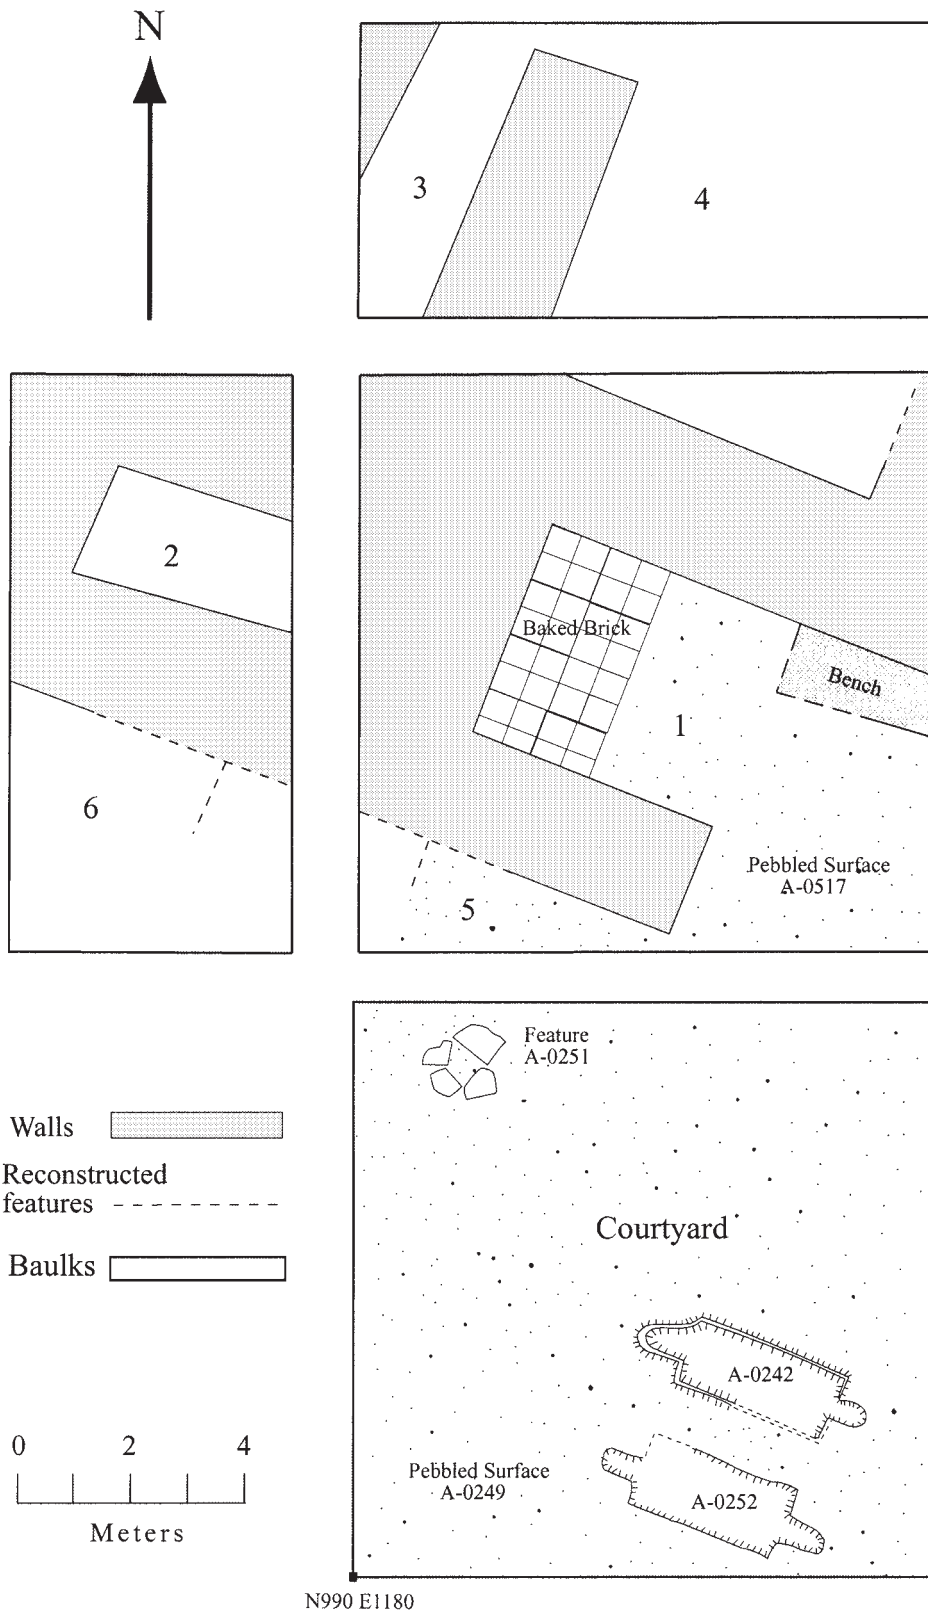 N
3
4
2
Baked Brick
Bench
1
6
Pebbled Surface
A-0517
5
Feature
A-0251
Walls
Reconstructed
features
Courtyard
Baulks
A-0242
0 2 4
Pebbled Surface
A-0249
A-0252
Meters
N990 E1180